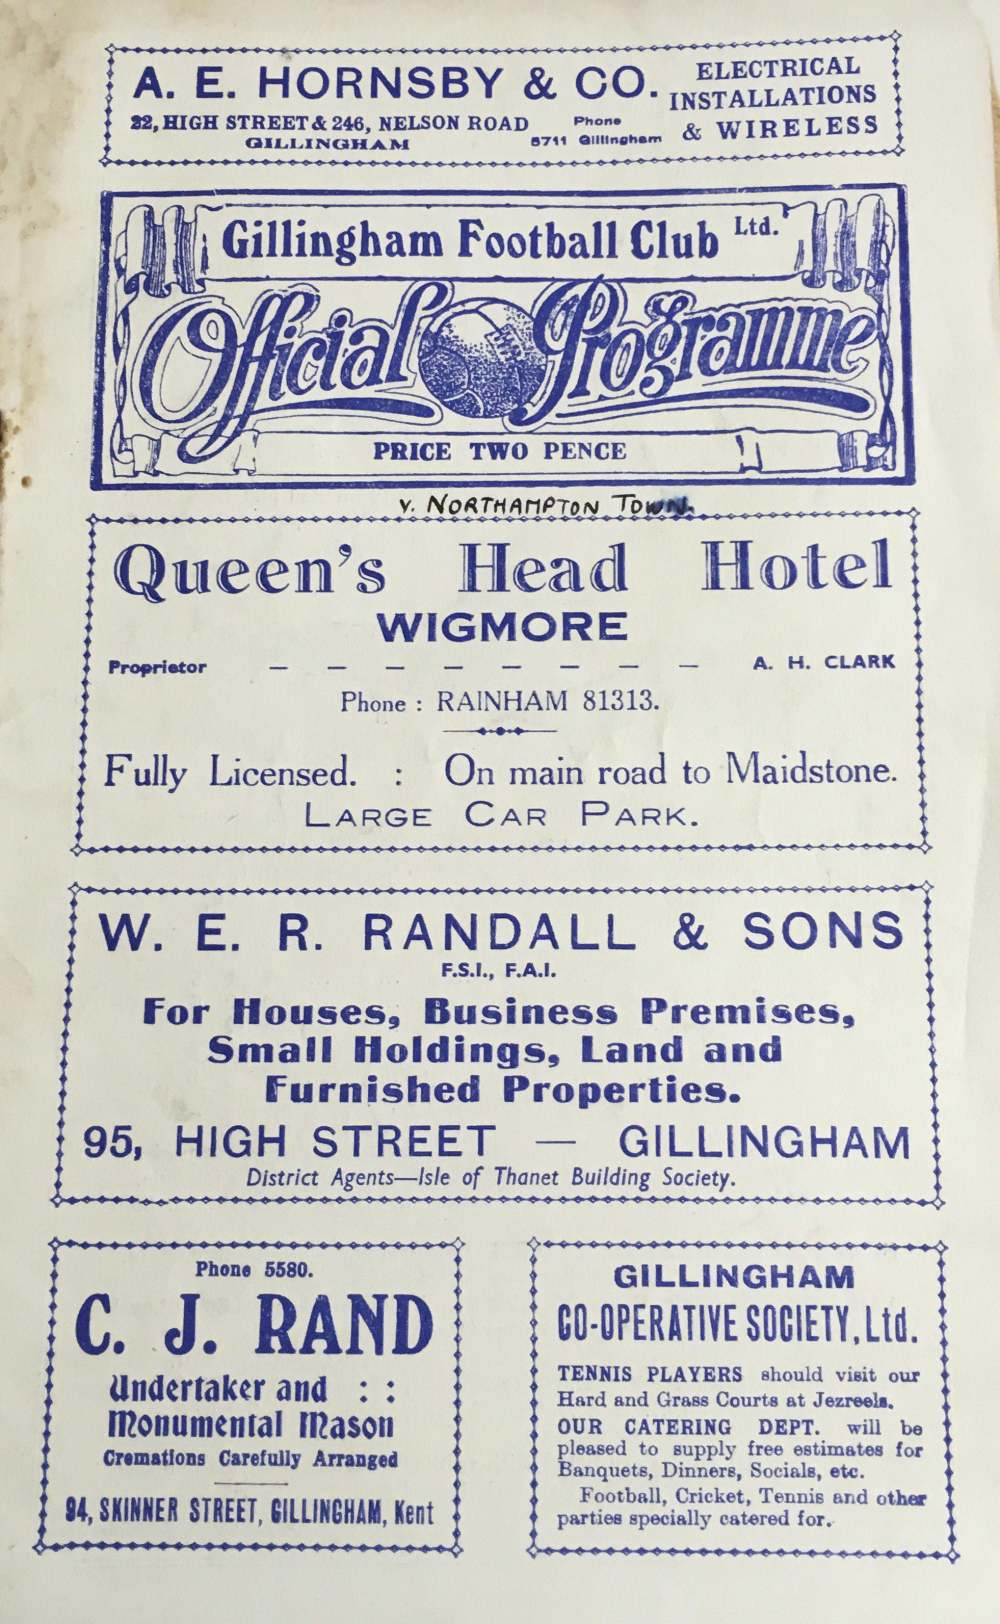 A. E. HORNSBY & CO.
ELECTRICAL
INSTALLATIONS
& WIRELESS
22, HIGH STREET & 246, NELSON ROAD
GILLINGHAM
Phone
5711 Gillingham
Gillingham Football Club Ltd.
Official Programme
PRICE TWO PENCE
v. NORTHAMPTON TOWN.
Queen's Head Hotel
WIGMORE
Proprietor — — — — — — — — A. H. CLARK
Phone : RAINHAM 81313.
Fully Licensed. : On main road to Maidstone.
LARGE CAR PARK.
W. E. R. RANDALL & SONS
F.S.I., F.A.I.
For Houses, Business Premises,
Small Holdings, Land and
Furnished Properties.
95, HIGH STREET — GILLINGHAM
District Agents—Isle of Thanet Building Society.
Phone 5580.
C. J. RAND
Undertaker and : :
Monumental Mason
Cremations Carefully Arranged
94, SKINNER STREET, GILLINGHAM, Kent
GILLINGHAM
CO-OPERATIVE SOCIETY, Ltd.
TENNIS PLAYERS should visit our
Hard and Grass Courts at Jezreels.
OUR CATERING DEPT. will be
pleased to supply free estimates for
Banquets, Dinners, Socials, etc.
Football, Cricket, Tennis and other
parties specially catered for.